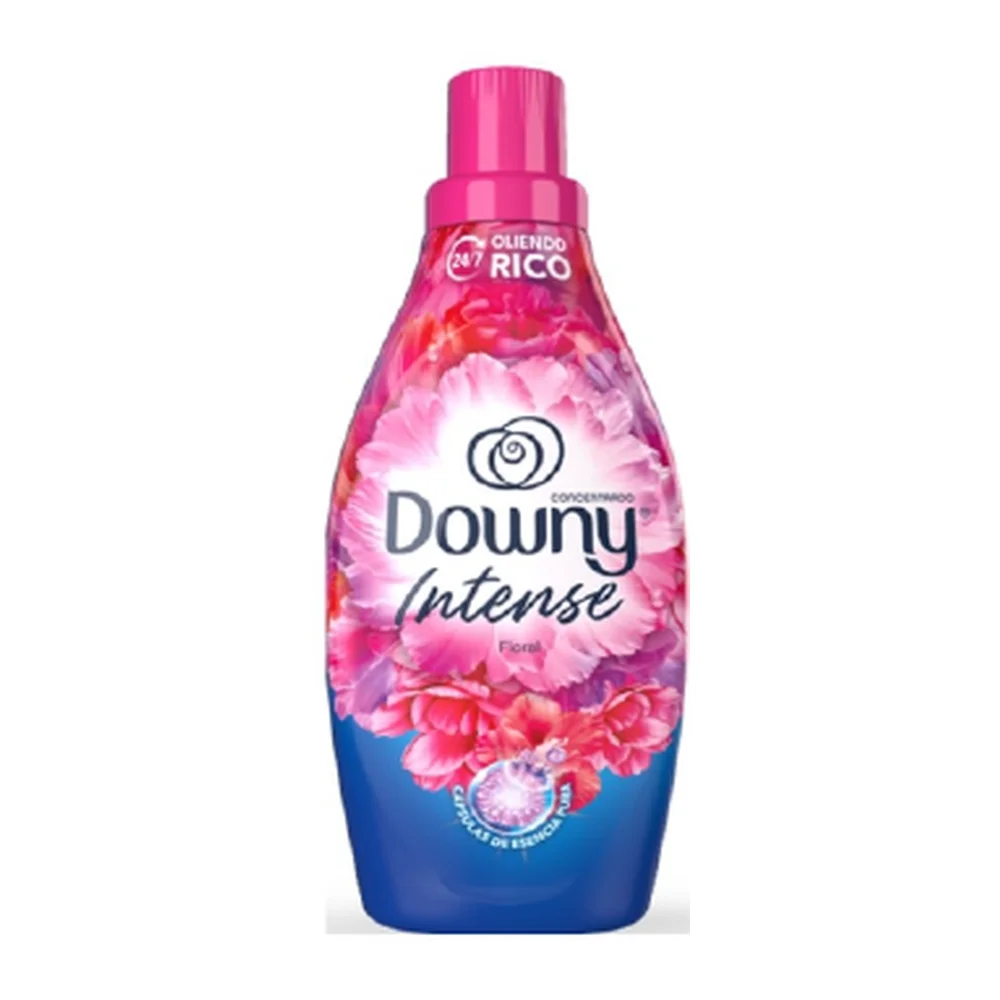 24/7
OLIENDO
RICO
CONCENTRADO
Downy
Intense
Floral
CÁPSULAS DE ESENCIA PURA